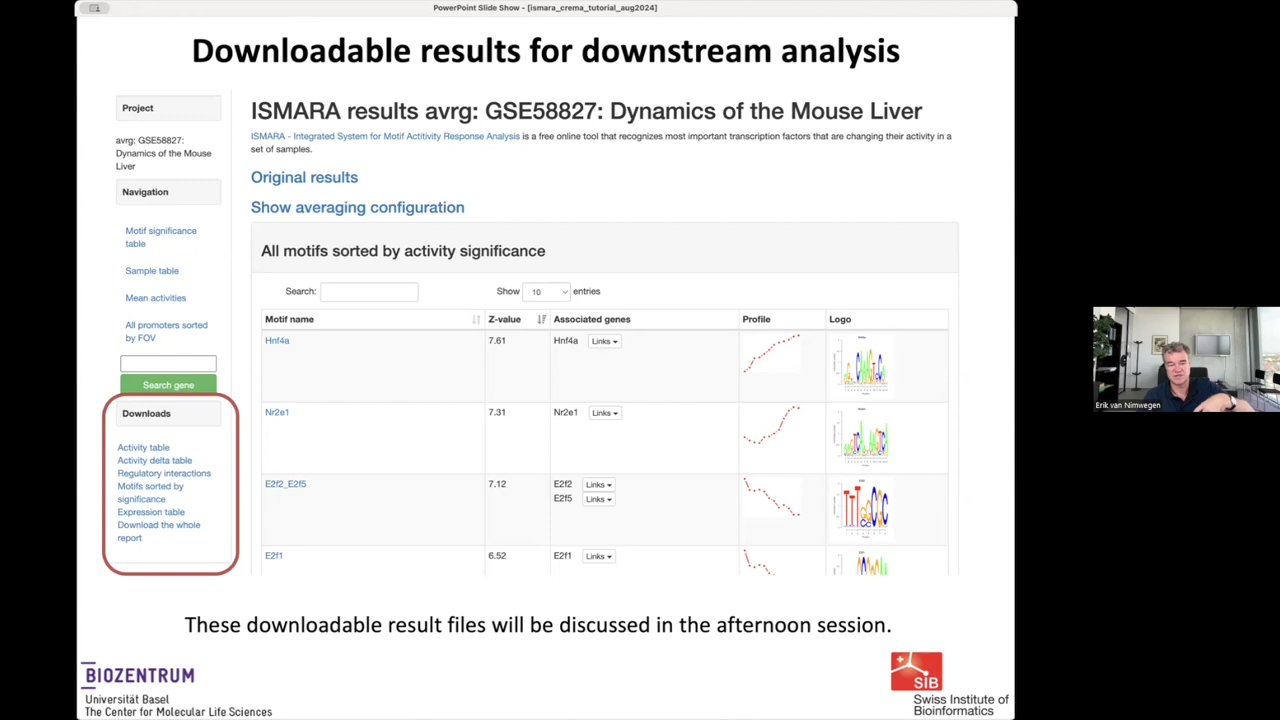 PowerPoint Slide Show - [ismara_crema_tutorial_aug2024]
Downloadable results for downstream analysis
Project
avrg: GSE58827:
Dynamics of the Mouse
Liver
Navigation
Motif significance
table
Sample table
Mean activities
All promoters sorted
by FOV
Search gene
Downloads
Activity table
Activity delta table
Regulatory interactions
Motifs sorted by
significance
Expression table
Download the whole
report
ISMARA results avrg: GSE58827: Dynamics of the Mouse Liver
ISMARA - Integrated System for Motif Actitivity Response Analysis is a free online tool that recognizes most important transcription factors that are changing their activity in a
set of samples.
Original results
Show averaging configuration
All motifs sorted by activity significance
Search: Show 10 entries
Motif name Z-value Associated genes Profile Logo
Hnf4a 7.61 Hnf4a Links
Nr2e1 7.31 Nr2e1 Links
E2f2_E2f5 7.12 E2f2 Links
E2f5 Links
E2f1 6.52 E2f1 Links
These downloadable result files will be discussed in the afternoon session.
BIOZENTRUM
Universität Basel
The Center for Molecular Life Sciences
SIB
Swiss Institute of
Bioinformatics
Erik van Nimwegen